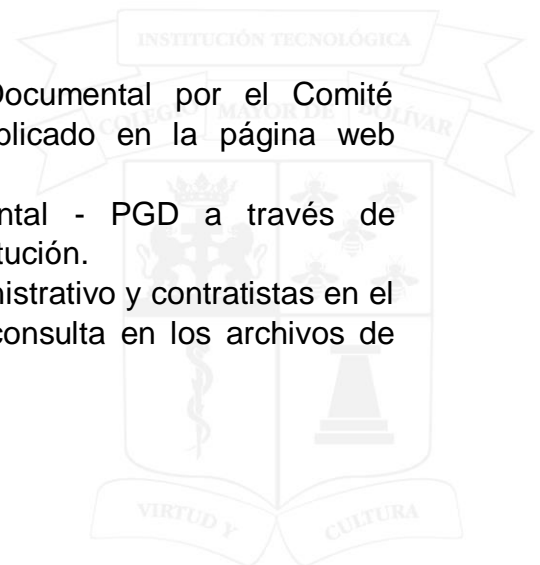 INSTITUCIÓN TECNOLÓGICA
Documental por el Comité
COLEGIO MAYOR DE BOLÍVAR
blicado en la página web
ntal - PGD a través de
tución.
nistrativo y contratistas en el
consulta en los archivos de
VIRTUD Y CULTURA